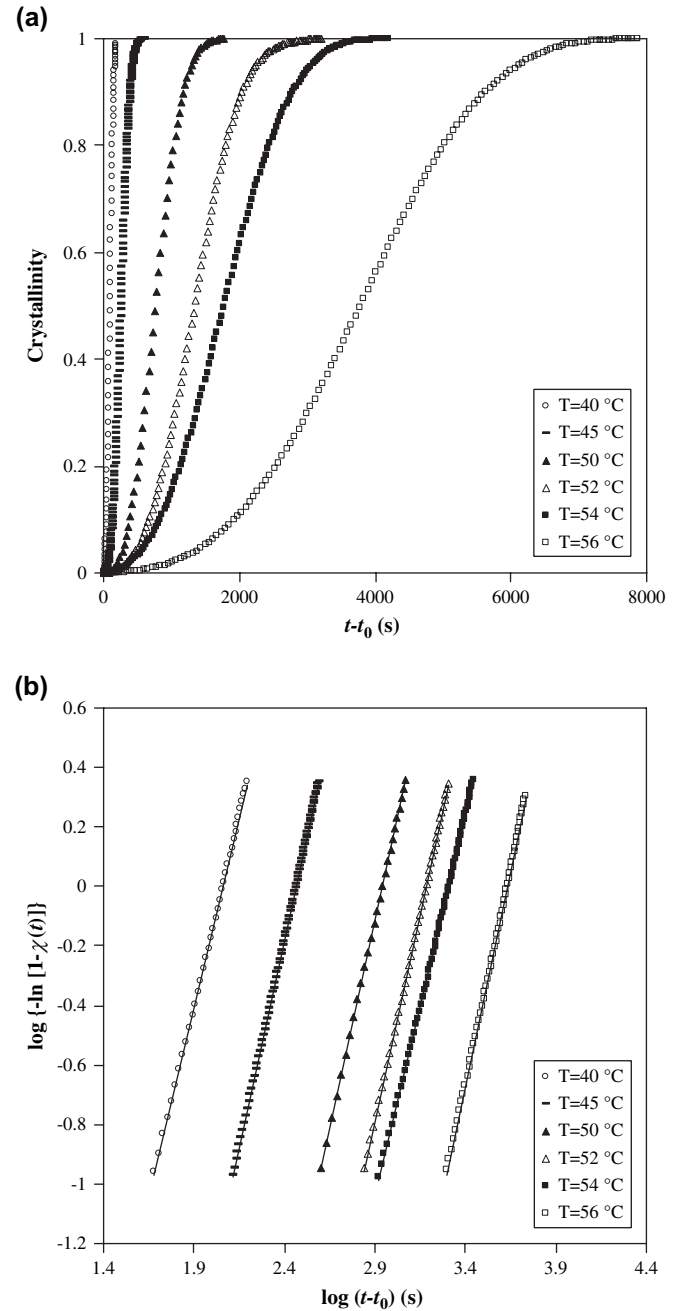 (a)
1
0.8
0.6
0.4
0.2
0
Crystallinity
T=40 °C
T=45 °C
T=50 °C
T=52 °C
T=54 °C
T=56 °C
0 2000 4000 6000 8000
t-t0 (s)
(b)
0.6
0.4
0.2
0
-0.2
-0.4
-0.6
-0.8
-1
-1.2
log {-ln [1-χ(t)]}
T=40 °C
T=45 °C
T=50 °C
T=52 °C
T=54 °C
T=56 °C
1.4 1.9 2.4 2.9 3.4 3.9 4.4
log (t-t0) (s)